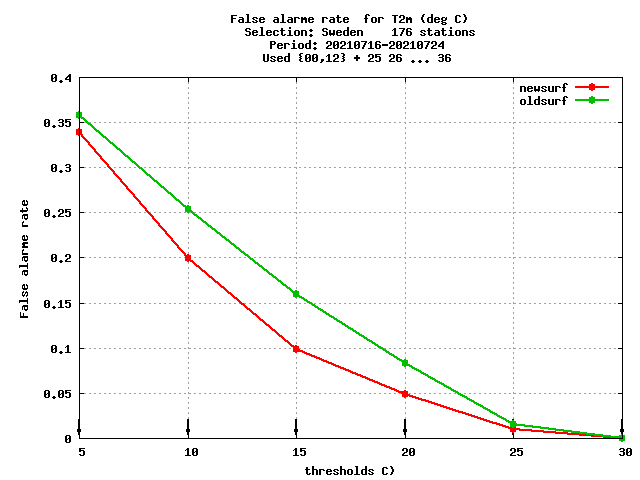 False alarme rate  for T2m (deg C)
Selection: Sweden    176 stations
Period: 20210716-20210724
Used {00,12} + 25 26 ... 36
newsurf
oldsurf
0.4
0.35
0.3
0.25
0.2
0.15
0.1
0.05
0
False alarme rate
5 10 15 20 25 30
thresholds C)